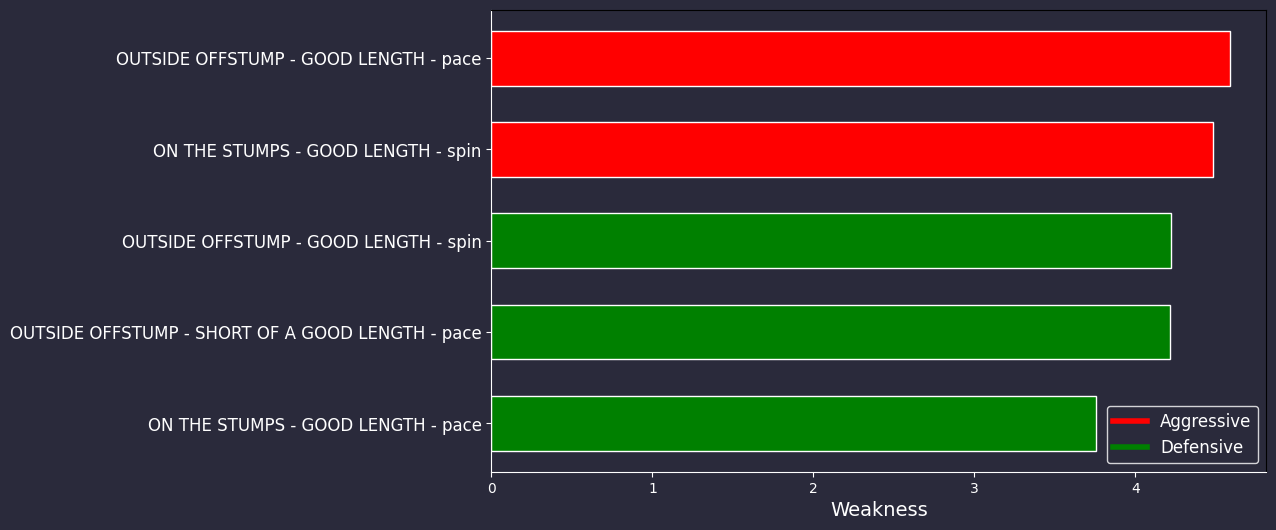 OUTSIDE OFFSTUMP - GOOD LENGTH - pace
ON THE STUMPS - GOOD LENGTH - spin
OUTSIDE OFFSTUMP - GOOD LENGTH - spin
OUTSIDE OFFSTUMP - SHORT OF A GOOD LENGTH - pace
ON THE STUMPS - GOOD LENGTH - pace
Aggressive
Defensive
0 1 2 3 4
Weakness